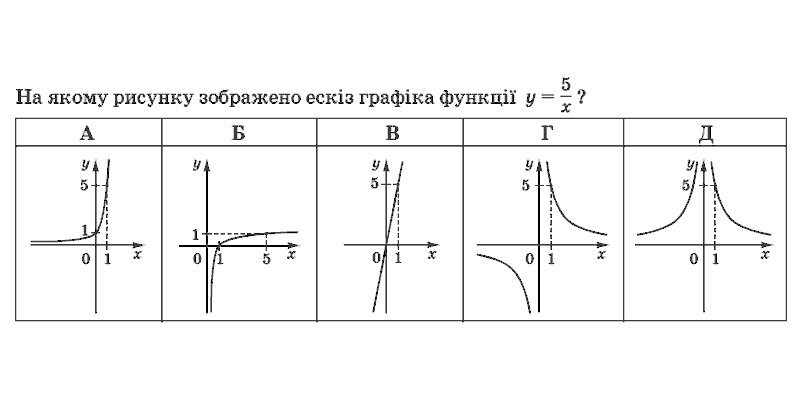 На якому рисунку зображено ескіз графіка функції y = 5/x ?
А Б В Г Д
y 5 1 0 1 x
y 1 0 1 5 x
y 5 0 1 x
y 5 0 1 x
y 5 0 1 x